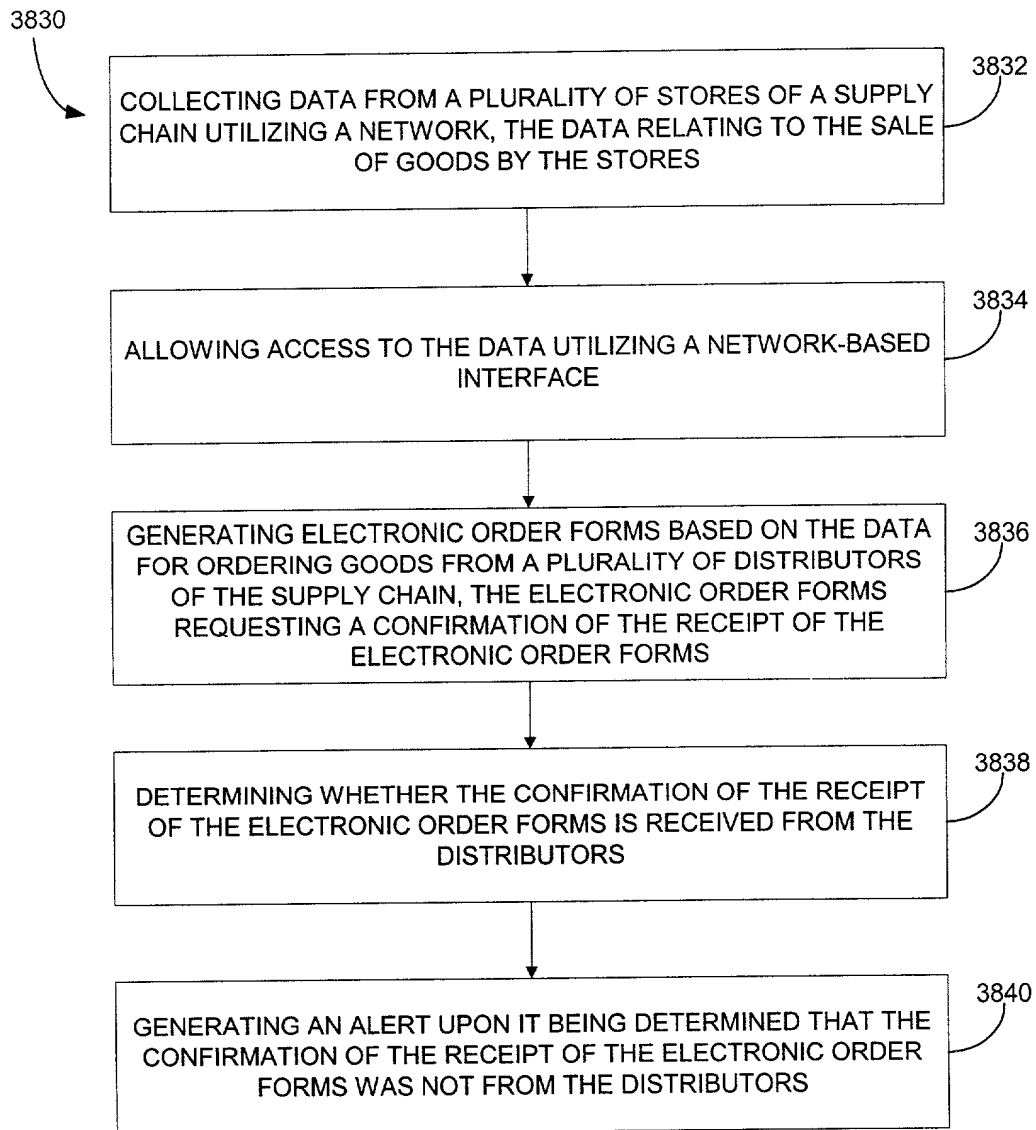 3830
3832
COLLECTING DATA FROM A PLURALITY OF STORES OF A SUPPLY
CHAIN UTILIZING A NETWORK, THE DATA RELATING TO THE SALE
OF GOODS BY THE STORES
3834
ALLOWING ACCESS TO THE DATA UTILIZING A NETWORK-BASED
INTERFACE
3836
GENERATING ELECTRONIC ORDER FORMS BASED ON THE DATA
FOR ORDERING GOODS FROM A PLURALITY OF DISTRIBUTORS
OF THE SUPPLY CHAIN, THE ELECTRONIC ORDER FORMS
REQUESTING A CONFIRMATION OF THE RECEIPT OF THE
ELECTRONIC ORDER FORMS
3838
DETERMINING WHETHER THE CONFIRMATION OF THE RECEIPT
OF THE ELECTRONIC ORDER FORMS IS RECEIVED FROM THE
DISTRIBUTORS
3840
GENERATING AN ALERT UPON IT BEING DETERMINED THAT THE
CONFIRMATION OF THE RECEIPT OF THE ELECTRONIC ORDER
FORMS WAS NOT FROM THE DISTRIBUTORS